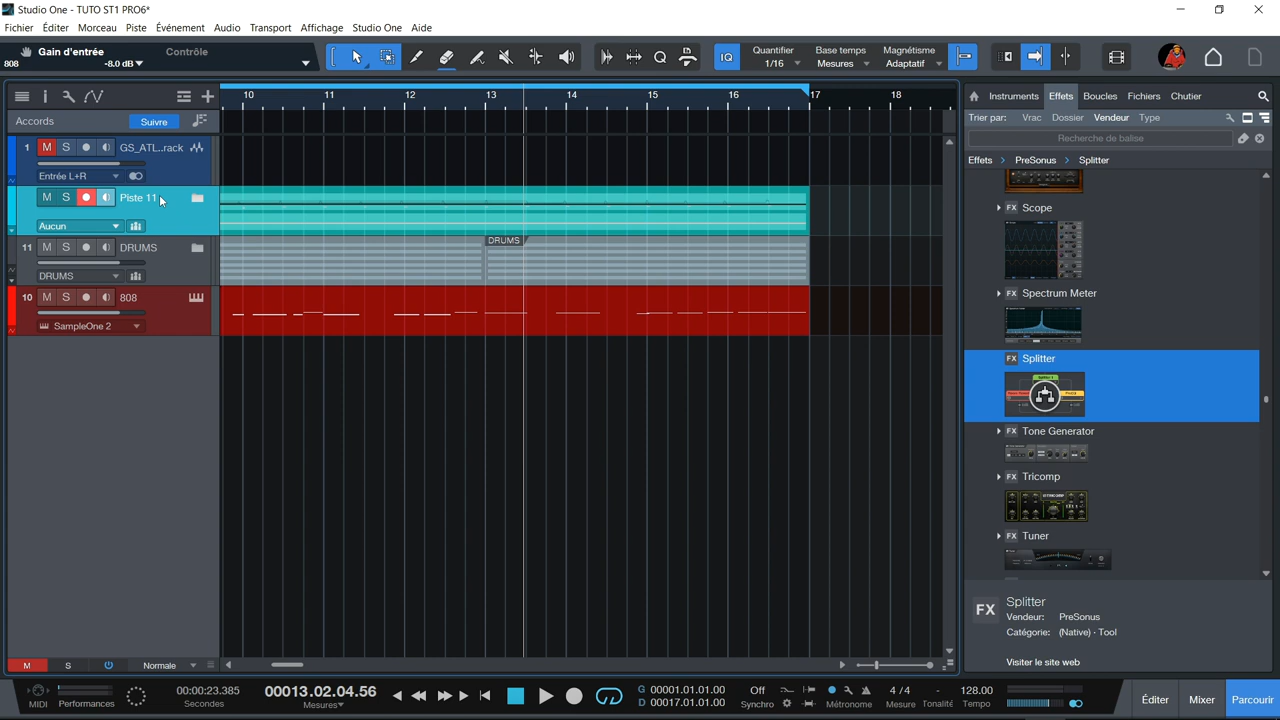 Studio One - TUTO ST1 PRO6*
Fichier Éditer Morceau Piste Événement Audio Transport Affichage Studio One Aide
Gain d'entrée Contrôle
808 -8.0 dB
IQ
Quantifier 1/16
Base temps Mesures
Magnétisme Adaptatif
Accords Suivre
10 11 12 13 14 15 16 17 18
1 M S GS_ATL..rack
Entrée L+R
M S Piste 11
Aucun
11 M S DRUMS
DRUMS
DRUMS
10 M S 808
SampleOne 2
Instruments Effets Boucles Fichiers Chutier
Trier par: Vrac Dossier Vendeur Type
Recherche de balise
Effets > PreSonus > Splitter
FX Scope
FX Spectrum Meter
FX Splitter
FX Tone Generator
FX Tricomp
FX Tuner
FX
Splitter
Vendeur: PreSonus
Catégorie: (Native) · Tool
Visiter le site web
M S Normale
MIDI Performances
00:00:23.385 Secondes
00013.02.04.56 Mesures
G 00001.01.01.00
D 00017.01.01.00
Off Synchro
Métronome
4 / 4 Mesure
- Tonalité
128.00 Tempo
Éditer Mixer Parcourir